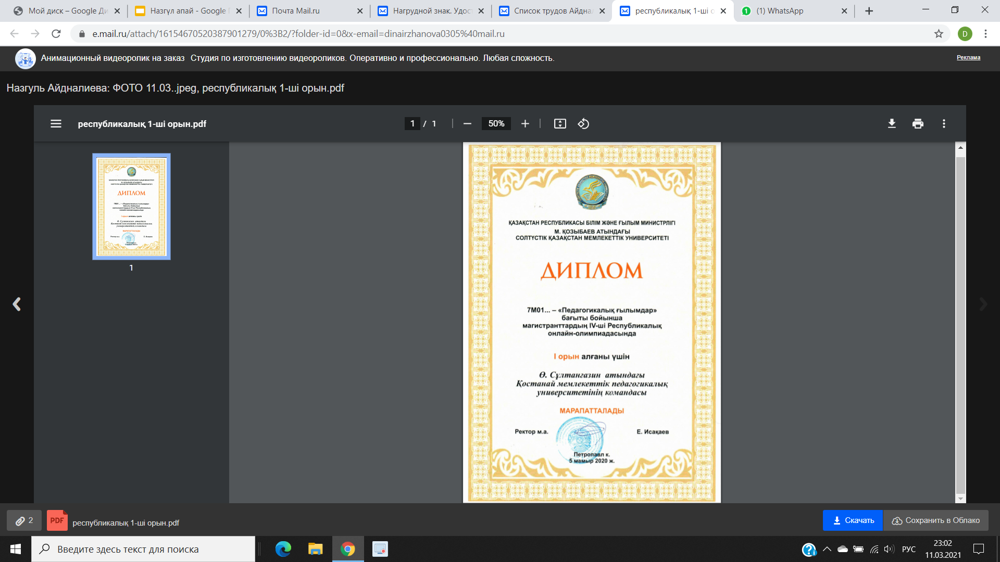 Мой диск – Google Ди
Назгүл апай - Google
Почта Mail.ru
Нагрудной знак. Удос
Список трудов Айдна
республикалық 1-ші о
(1) WhatsApp
e.mail.ru/attach/16154670520387901279/0%3B2/?folder-id=0&x-email=dinairzhanova0305%40mail.ru
D
Анимационный видеоролик на заказ Студия по изготовлению видеороликов. Оперативно и профессионально. Любая сложность.
Реклама
Назгуль Айдналиева: ФОТО 11.03..jpeg, республикалық 1-ші орын.pdf
республикалық 1-ші орын.pdf
1 / 1
50%
1
ҚАЗАҚСТАН РЕСПУБЛИКАСЫ БІЛІМ ЖӘНЕ ҒЫЛЫМ МИНИСТРЛІГІ
М. ҚОЗЫБАЕВ АТЫНДАҒЫ
СОЛТҮСТІК ҚАЗАҚСТАН МЕМЛЕКЕТТІК УНИВЕРСИТЕТІ
ДИПЛОМ
7М01... – «Педагогикалық ғылымдар»
бағыты бойынша
магистранттардың IV-ші Республикалық
онлайн-олимпиадасында
I орын алғаны үшін
Ө. Сұлтанғазин атындағы
Қостанай мемлекеттік педагогикалық
университетінің командасы
МАРАПАТТАЛАДЫ
Ректор м.а.
Е. Исақаев
Петропавл к.
5 мамыр 2020 ж.
2
PDF
республикалық 1-ші орын.pdf
Скачать
Сохранить в Облако
Введите здесь текст для поиска
РУС
23:02
11.03.2021